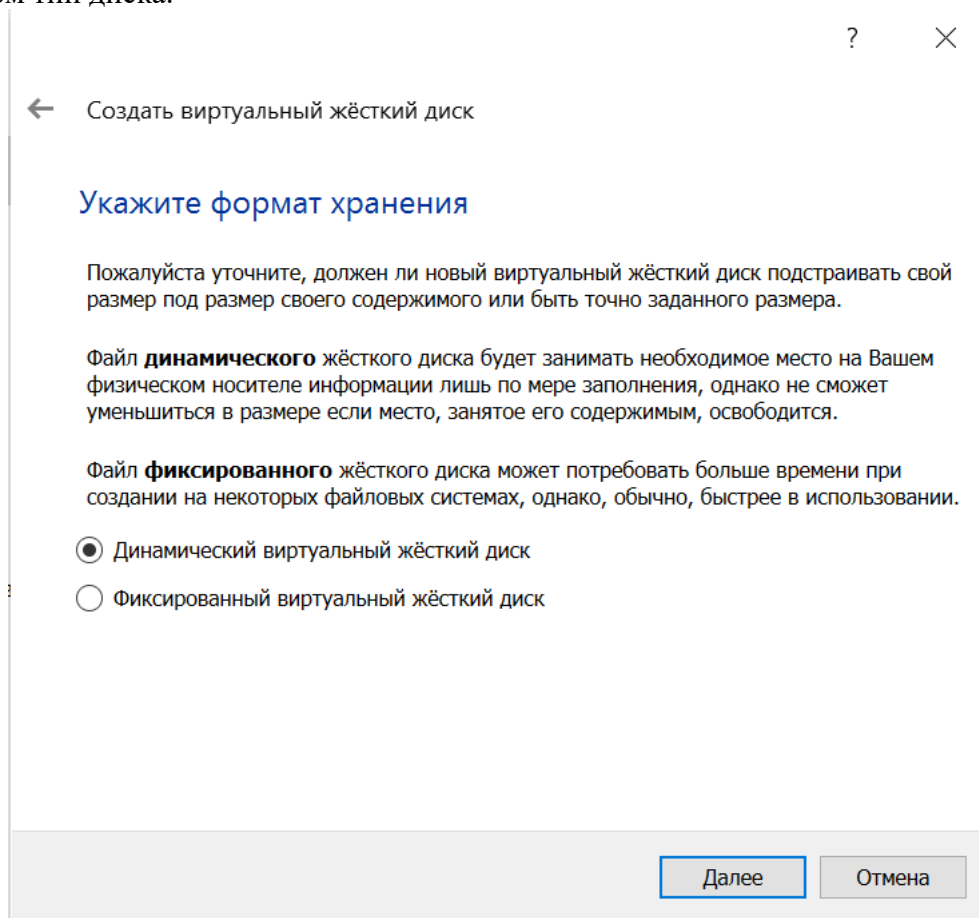 тип диска.
?
Создать виртуальный жёсткий диск
Укажите формат хранения
Пожалуйста уточните, должен ли новый виртуальный жёсткий диск подстраивать свой
размер под размер своего содержимого или быть точно заданного размера.
Файл динамического жёсткого диска будет занимать необходимое место на Вашем
физическом носителе информации лишь по мере заполнения, однако не сможет
уменьшиться в размере если место, занятое его содержимым, освободится.
Файл фиксированного жёсткого диска может потребовать больше времени при
создании на некоторых файловых системах, однако, обычно, быстрее в использовании.
Динамический виртуальный жёсткий диск
Фиксированный виртуальный жёсткий диск
Далее
Отмена